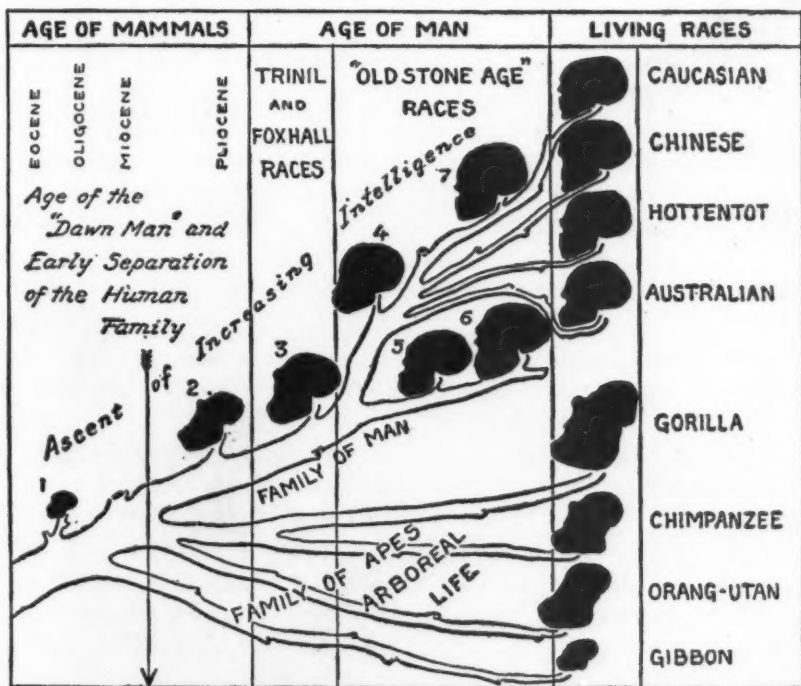 AGE OF MAMMALS
AGE OF MAN
LIVING RACES
EOCENE
OLIGOCENE
MIOCENE
PLIOCENE
TRINIL
AND
FOXHALL
RACES
"OLD STONE AGE"
RACES
Age of the
"Dawn Man" and
Early Separation
of the Human
Family
Ascent of Increasing Intelligence
1
2
3
4
5
6
7
FAMILY OF MAN
FAMILY OF APES
ARBOREAL
LIFE
CAUCASIAN
CHINESE
HOTTENTOT
AUSTRALIAN
GORILLA
CHIMPANZEE
ORANG-UTAN
GIBBON